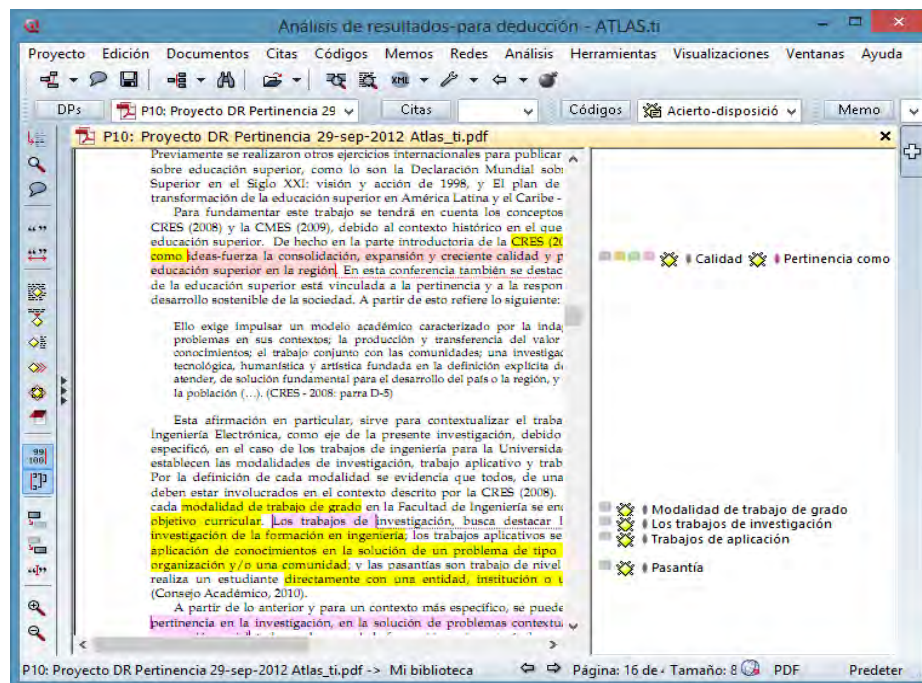 Análisis de resultados-para deducción - ATLAS.ti
Proyecto Edición Documentos Citas Códigos Memos Redes Análisis Herramientas Visualizaciones Ventanas Ayuda
XML
DPs P10: Proyecto DR Pertinencia 29 Citas Códigos Acierto-disposició Memo
P10: Proyecto DR Pertinencia 29-sep-2012 Atlas_ti.pdf
Previamente se realizaron otros ejercicios internacionales para publicar
sobre educación superior, como lo son la Declaración Mundial sob
Superior en el Siglo XXI: visión y acción de 1998, y El plan de
transformación de la educación superior en América Latina y el Caribe -
Para fundamentar este trabajo se tendrá en cuenta los conceptos
CRES (2008) y la CMES (2009), debido al contexto histórico en el que
educación superior. De hecho en la parte introductoria de la CRES (20
como ideas-fuerza la consolidación, expansión y creciente calidad y p
educación superior en la región. En esta conferencia también se destac
de la educación superior está vinculada a la pertinencia y a la respon
desarrollo sostenible de la sociedad. A partir de esto refiere lo siguiente:
Ello exige impulsar un modelo académico caracterizado por la inda
problemas en sus contextos; la producción y transferencia del valor
conocimientos; el trabajo conjunto con las comunidades; una investigac
tecnológica, humanística y artística fundada en la definición explícita de
atender, de solución fundamental para el desarrollo del país o la región, y
la población (...). (CRES - 2008: parra D-5)
Esta afirmación en particular, sirve para contextualizar el traba
Ingeniería Electrónica, como eje de la presente investigación, debido
especificó, en el caso de los trabajos de ingeniería para la Universida
establecen las modalidades de investigación, trabajo aplicativo y trab
Por la definición de cada modalidad se evidencia que todos, de una
deben estar involucrados en el contexto descrito por la CRES (2008).
cada modalidad de trabajo de grado en la Facultad de Ingeniería se enc
objetivo curricular. Los trabajos de investigación, busca destacar l
investigación de la formación en ingeniería; los trabajos aplicativos se
aplicación de conocimientos en la solución de un problema de tipo
organización y/o una comunidad; y las pasantías son trabajo de nivel
realiza un estudiante directamente con una entidad, institución o u
(Consejo Académico, 2010).
A partir de lo anterior y para un contexto más específico, se puede
pertinencia en la investigación, en la solución de problemas contextu
Calidad Pertinencia como
Modalidad de trabajo de grado
Los trabajos de investigación
Trabajos de aplicación
Pasantía
P10: Proyecto DR Pertinencia 29-sep-2012 Atlas_ti.pdf -> Mi biblioteca Página: 16 de Tamaño: 8 PDF Predeter